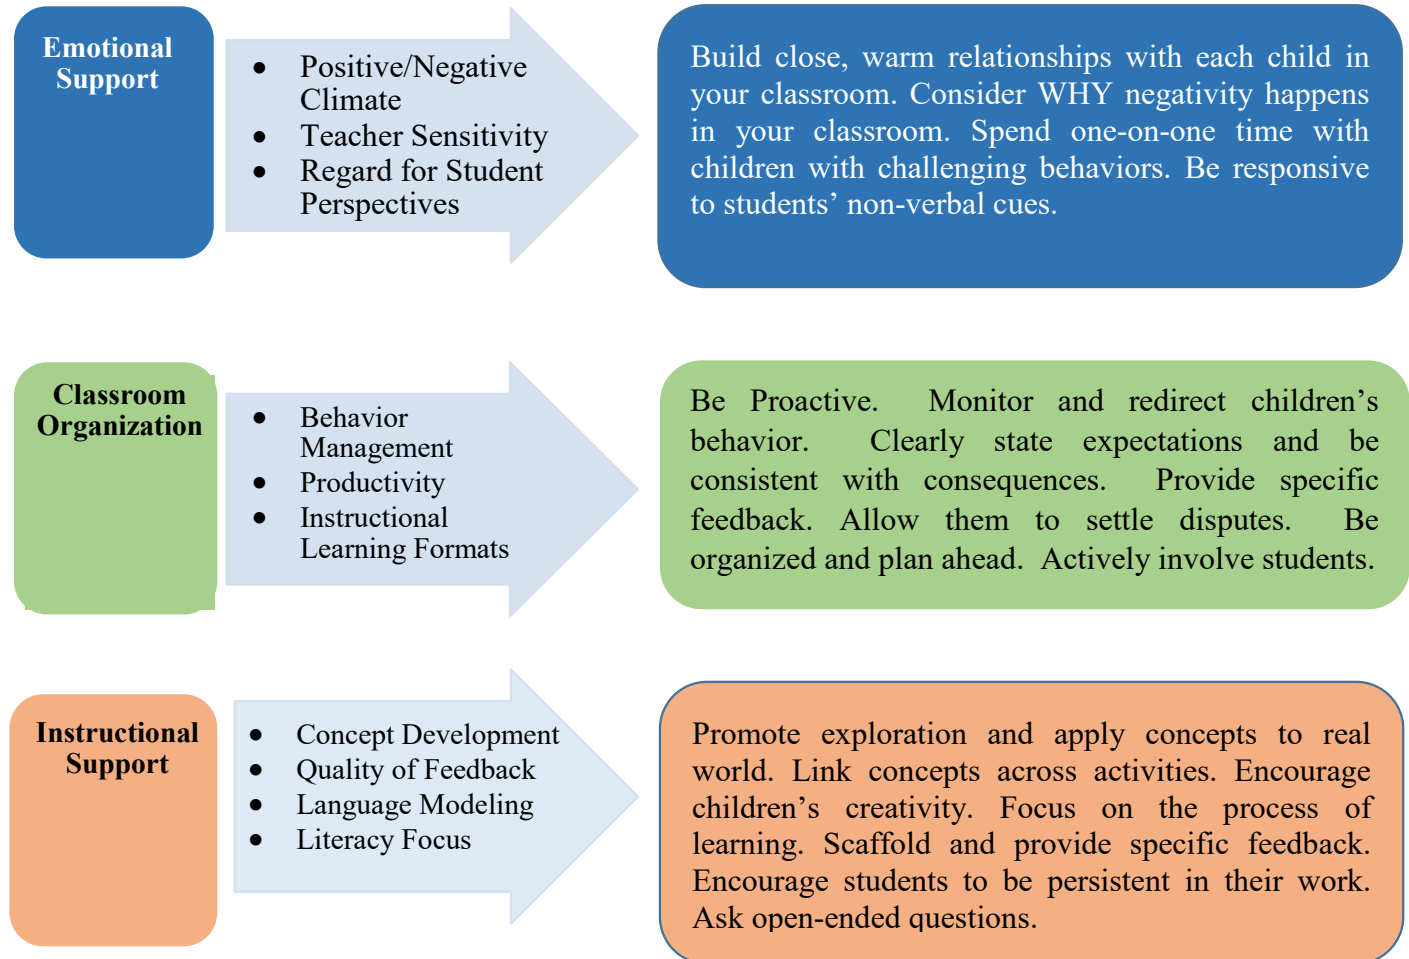 Emotional
Support
• Positive/Negative
Climate
• Teacher Sensitivity
• Regard for Student
Perspectives
Build close, warm relationships with each child in
your classroom. Consider WHY negativity happens
in your classroom. Spend one-on-one time with
children with challenging behaviors. Be responsive
to students’ non-verbal cues.
Classroom
Organization
• Behavior
Management
• Productivity
• Instructional
Learning Formats
Be Proactive. Monitor and redirect children’s
behavior. Clearly state expectations and be
consistent with consequences. Provide specific
feedback. Allow them to settle disputes. Be
organized and plan ahead. Actively involve students.
Instructional
Support
• Concept Development
• Quality of Feedback
• Language Modeling
• Literacy Focus
Promote exploration and apply concepts to real
world. Link concepts across activities. Encourage
children’s creativity. Focus on the process of
learning. Scaffold and provide specific feedback.
Encourage students to be persistent in their work.
Ask open-ended questions.